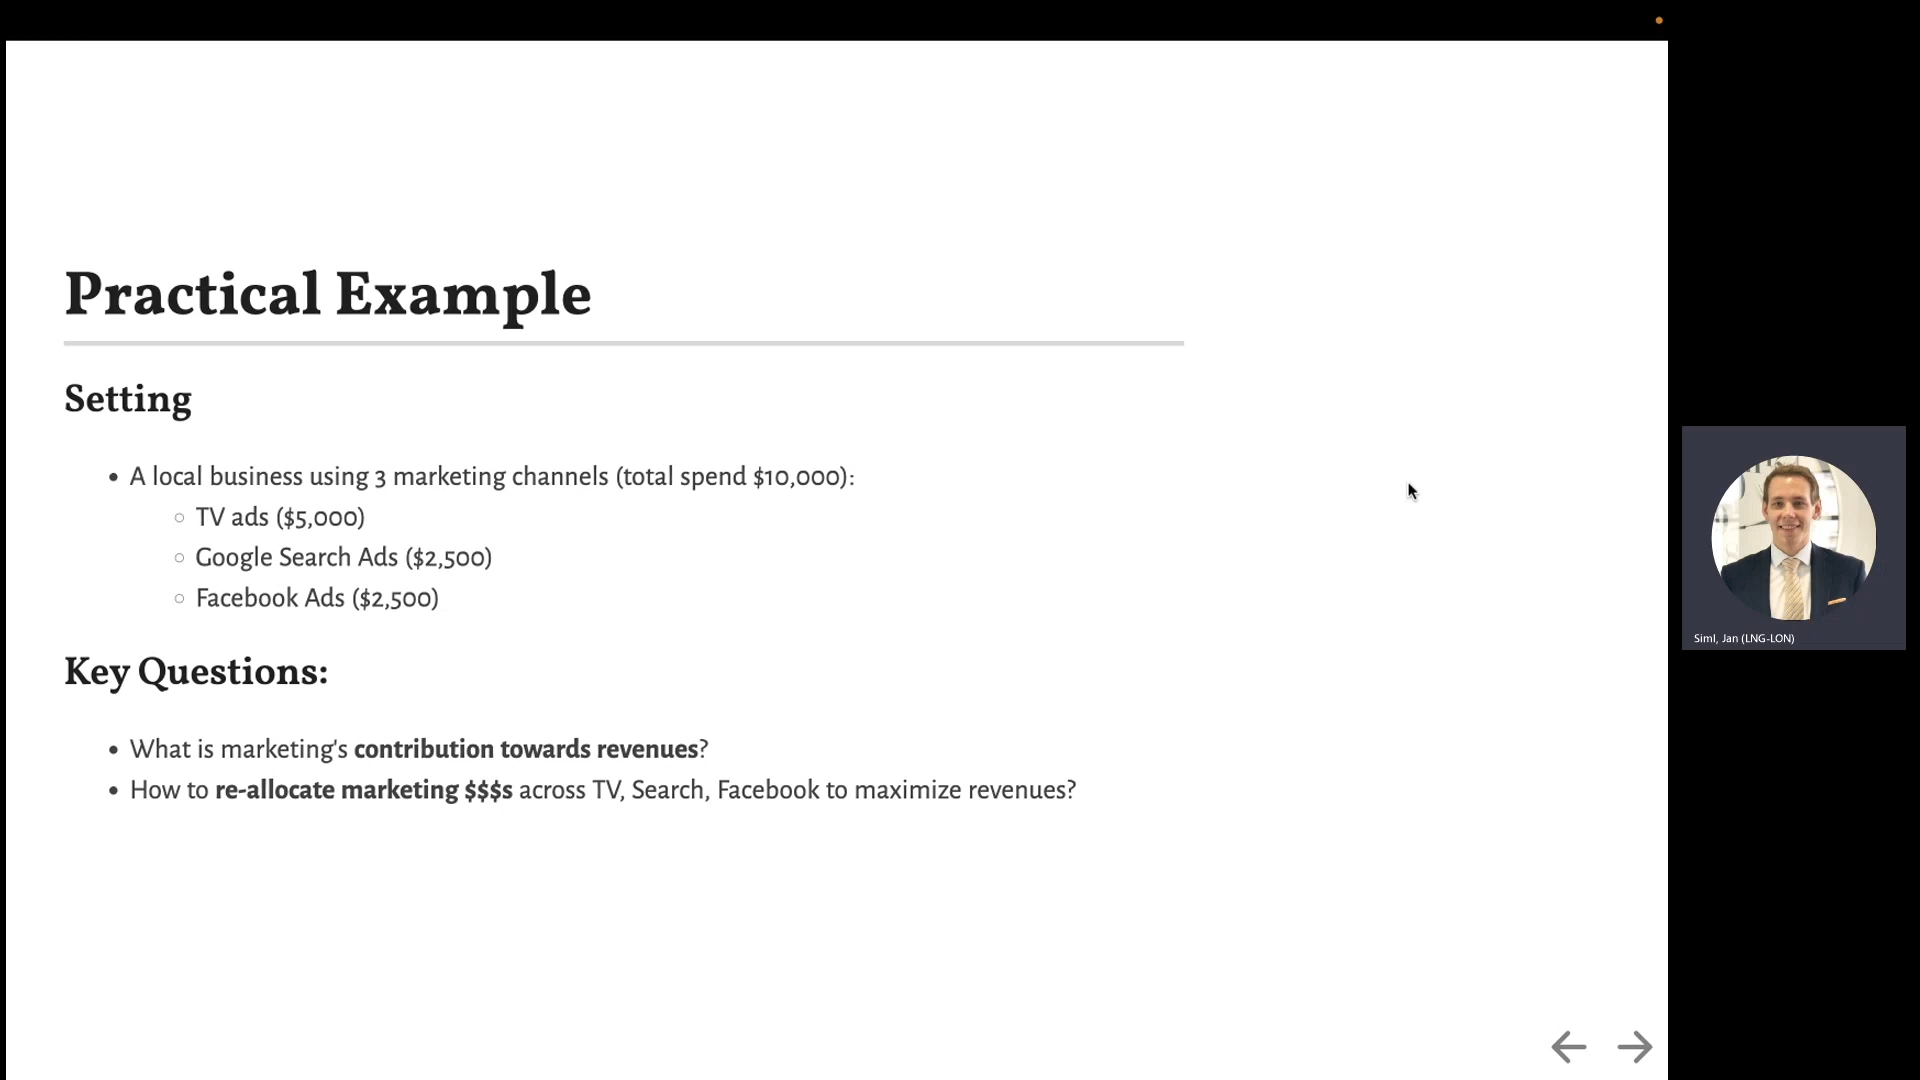 Practical Example
Setting
• A local business using 3 marketing channels (total spend $10,000):
○ TV ads ($5,000)
○ Google Search Ads ($2,500)
○ Facebook Ads ($2,500)
Key Questions:
• What is marketing's contribution towards revenues?
• How to re-allocate marketing $$$s across TV, Search, Facebook to maximize revenues?
Siml, Jan (LNG-LON)